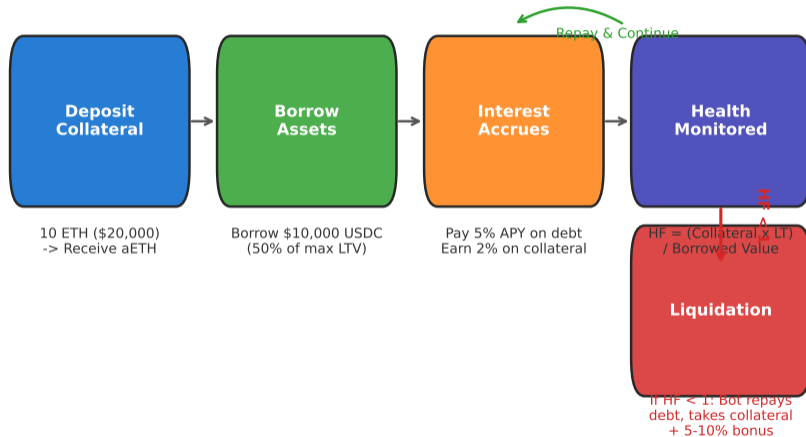 Repay & Continue
Deposit
Collateral
Borrow
Assets
Interest
Accrues
Health
Monitored
10 ETH ($20,000)
-> Receive aETH
Borrow $10,000 USDC
(50% of max LTV)
Pay 5% APY on debt
Earn 2% on collateral
HF = (Collateral x LT)
/ Borrowed Value
HF < 1
Liquidation
If HF < 1: Bot repays
debt, takes collateral
+ 5-10% bonus